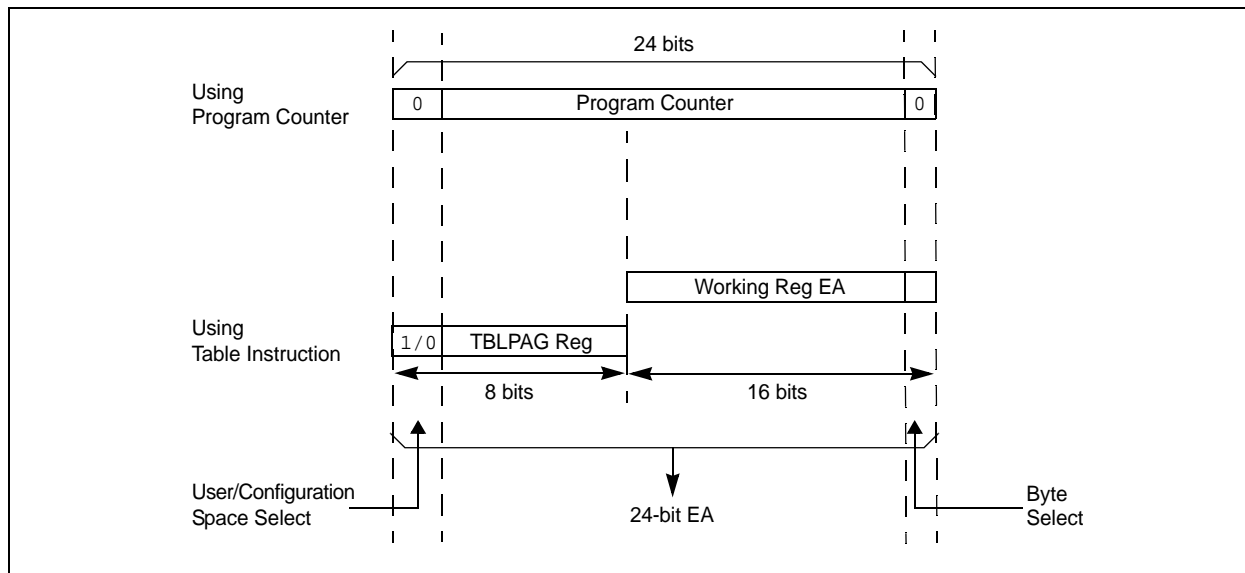 24 bits
Using
Program Counter
0
Program Counter
0
Working Reg EA
Using
Table Instruction
1/0
TBLPAG Reg
8 bits
16 bits
User/Configuration
Space Select
24-bit EA
Byte
Select